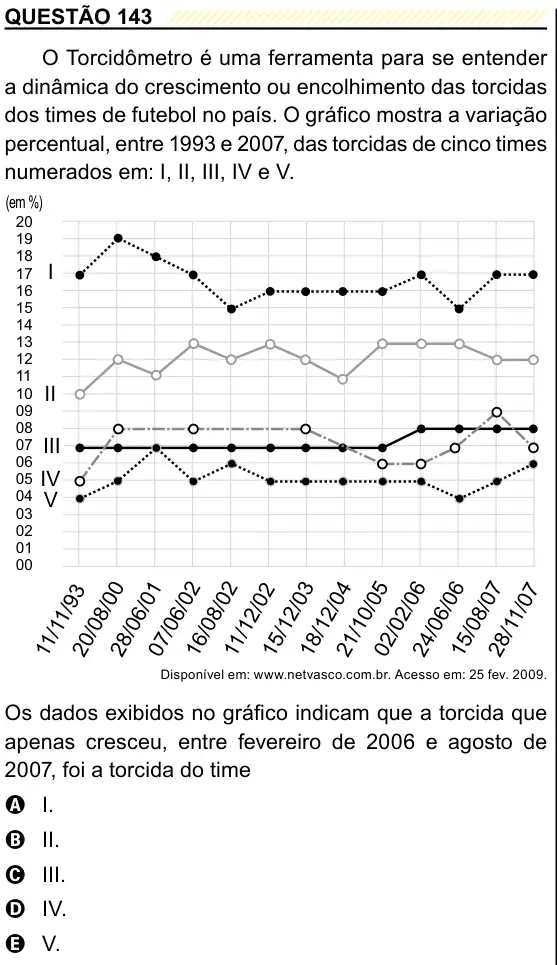 QUESTÃO 143
O Torcidômetro é uma ferramenta para se entender
a dinâmica do crescimento ou encolhimento das torcidas
dos times de futebol no país. O gráfico mostra a variação
percentual, entre 1993 e 2007, das torcidas de cinco times
numerados em: I, II, III, IV e V.
(em %)
20
19
18
17
I
16
15
14
13
12
11
10
II
09
08
07
III
06
05
IV
04
V
03
02
01
00
11/11/93
20/08/00
28/06/01
07/06/02
16/08/02
11/12/02
15/12/03
18/12/04
21/10/05
02/02/06
24/06/06
15/08/07
28/11/07
Disponível em: www.netvasco.com.br. Acesso em: 25 fev. 2009.
Os dados exibidos no gráfico indicam que a torcida que
apenas cresceu, entre fevereiro de 2006 e agosto de
2007, foi a torcida do time
A I.
B II.
C III.
D IV.
E V.